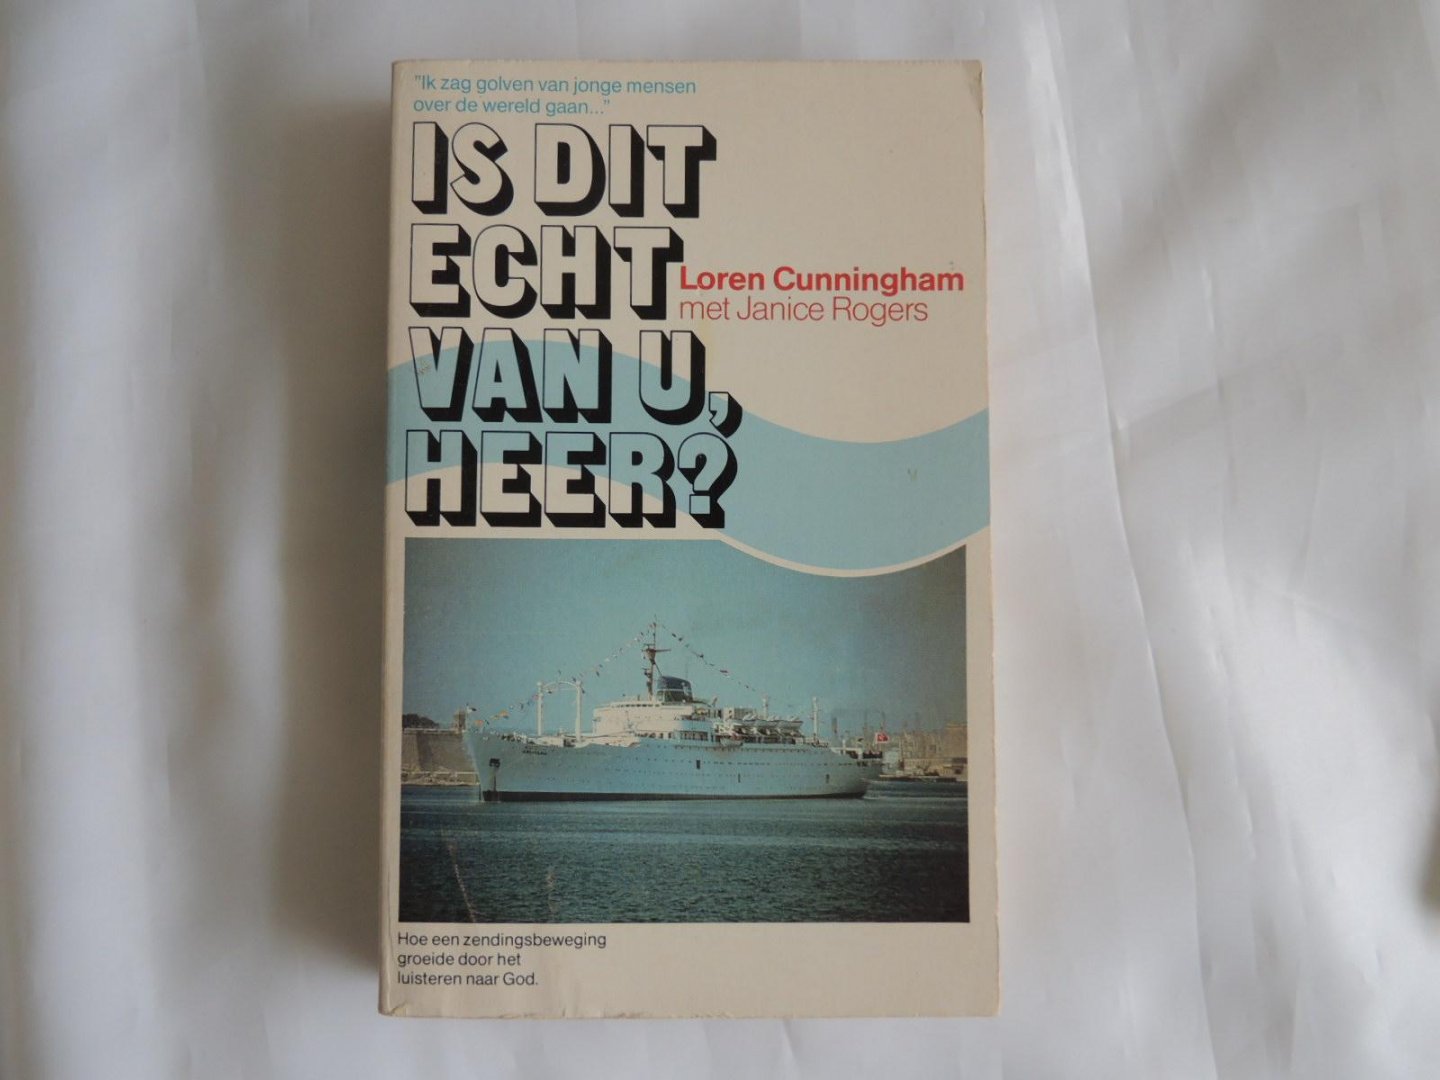 "Ik zag golven van jonge mensen
over de wereld gaan..."
IS DIT
ECHT
VAN U,
HEER?
Loren Cunningham
met Janice Rogers
Hoe een zendingsbeweging
groeide door het
luisteren naar God.